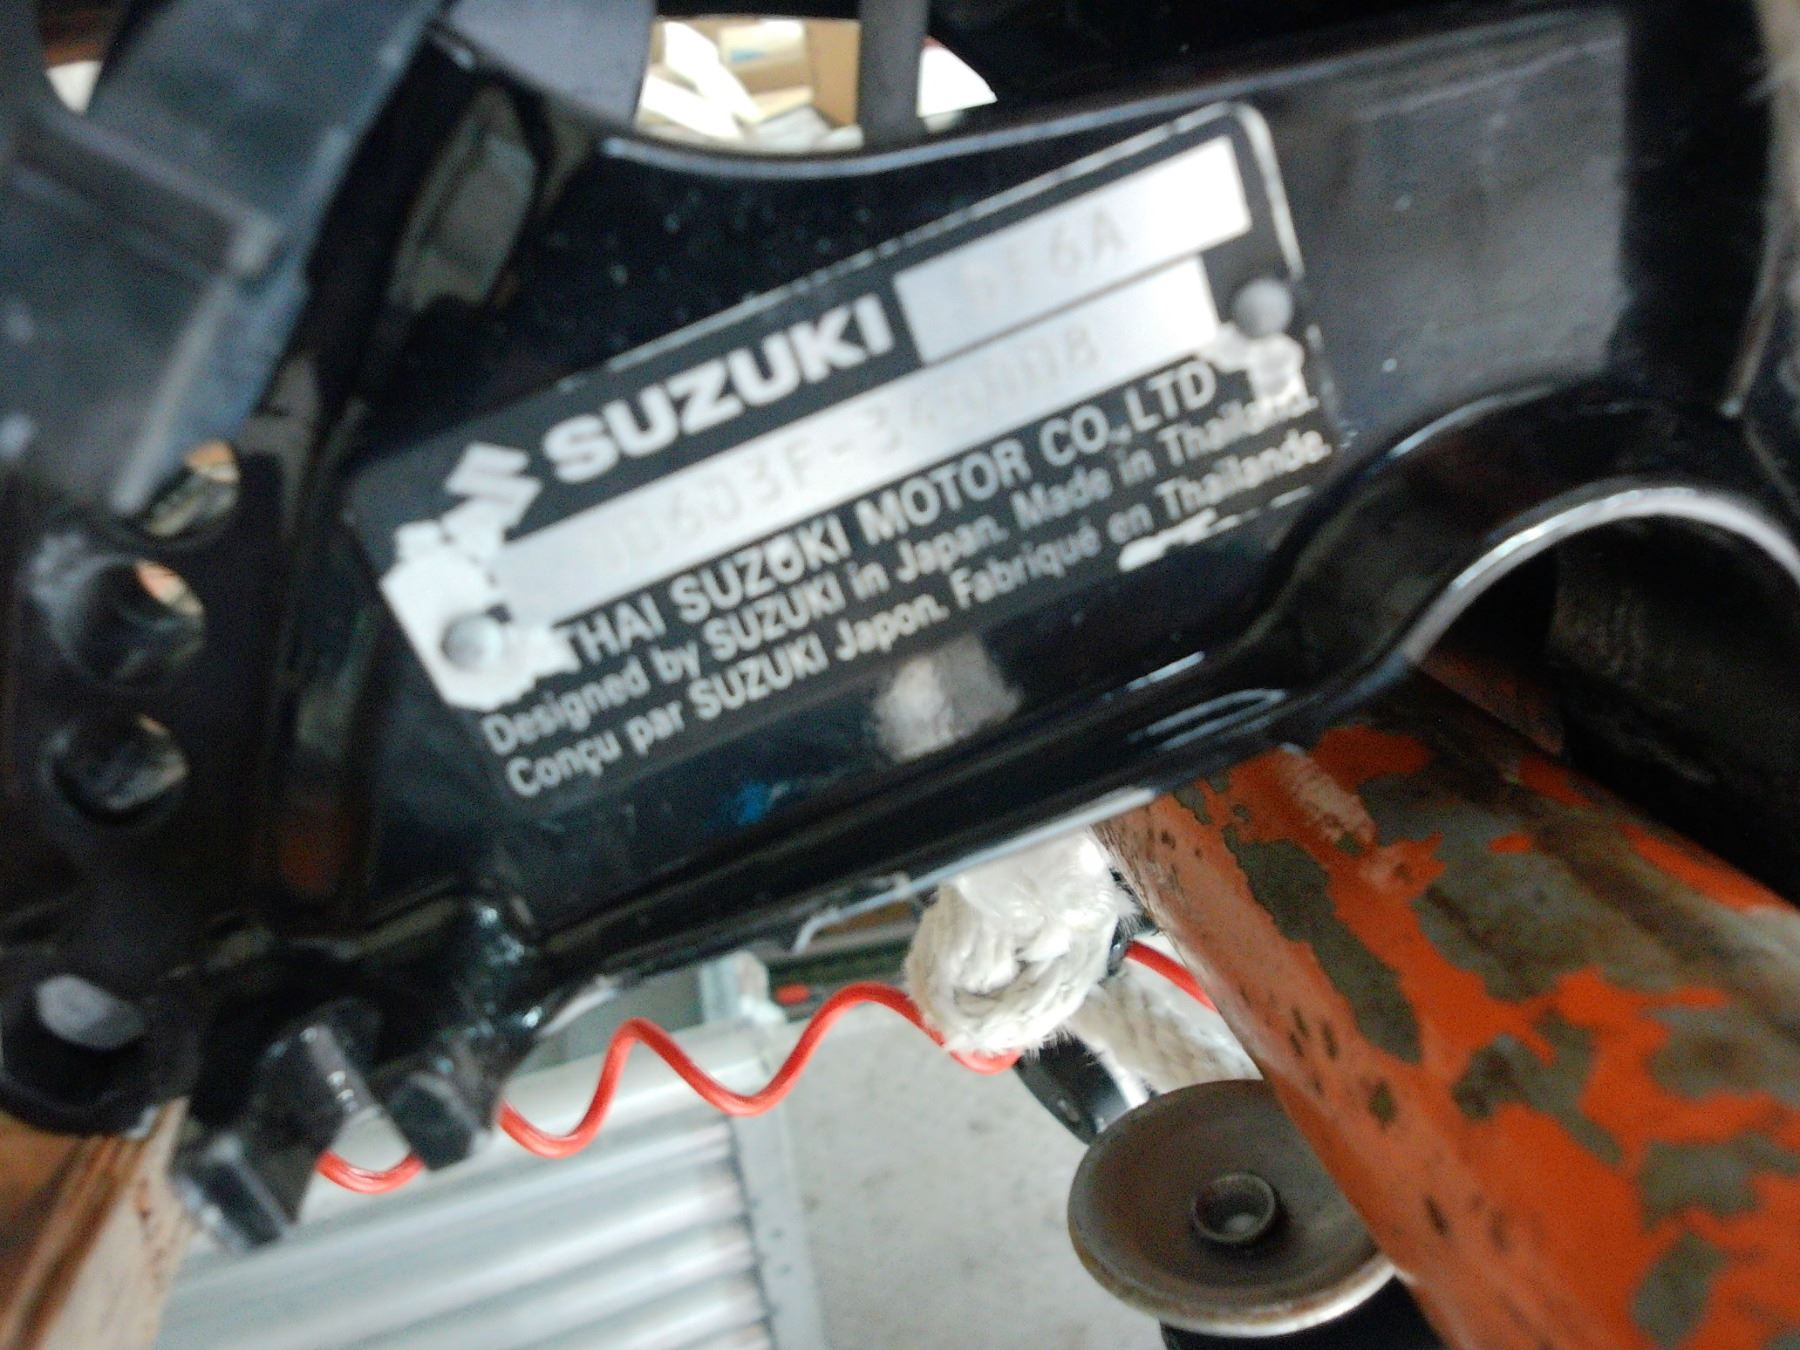 SUZUKI DF6A
THAI SUZUKI MOTOR CO.,LTD
Designed by SUZUKI in Japan. Made in Thailand.
Conçu par SUZUKI Japon. Fabriqué en Thaïlande.